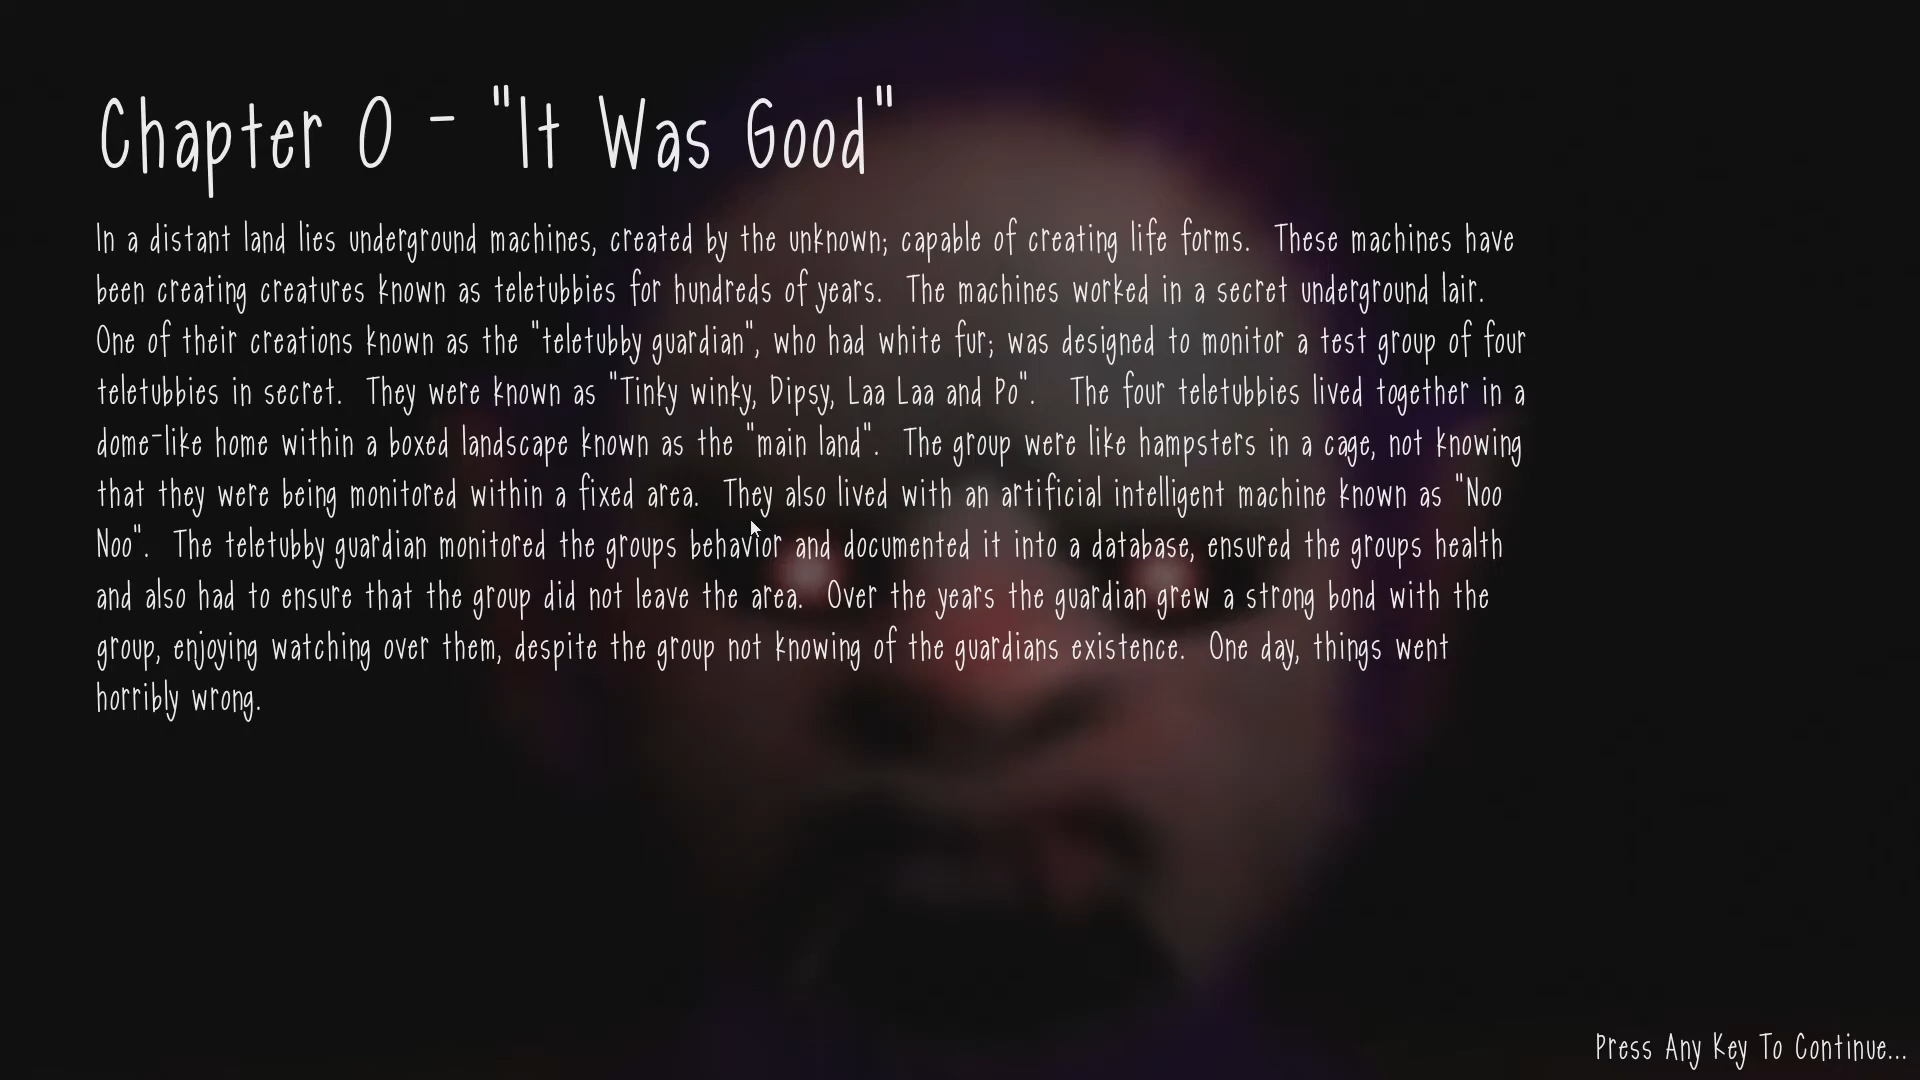 Chapter 0 - "It Was Good"
In a distant land lies underground machines, created by the unknown; capable of creating life forms.  These machines have
been creating creatures known as teletubbies for hundreds of years.  The machines worked in a secret underground lair.
One of their creations known as the "teletubby guardian", who had white fur; was designed to monitor a test group of four
teletubbies in secret.  They were known as "Tinky winky, Dipsy, Laa Laa and Po".   The four teletubbies lived together in a
dome-like home within a boxed landscape known as the "main land".  The group were like hampsters in a cage, not knowing
that they were being monitored within a fixed area.  They also lived with an artificial intelligent machine known as "Noo
Noo".  The teletubby guardian monitored the groups behavior and documented it into a database, ensured the groups health
and also had to ensure that the group did not leave the area.  Over the years the guardian grew a strong bond with the
group, enjoying watching over them, despite the group not knowing of the guardians existence.  One day, things went
horribly wrong.
Press Any Key To Continue...